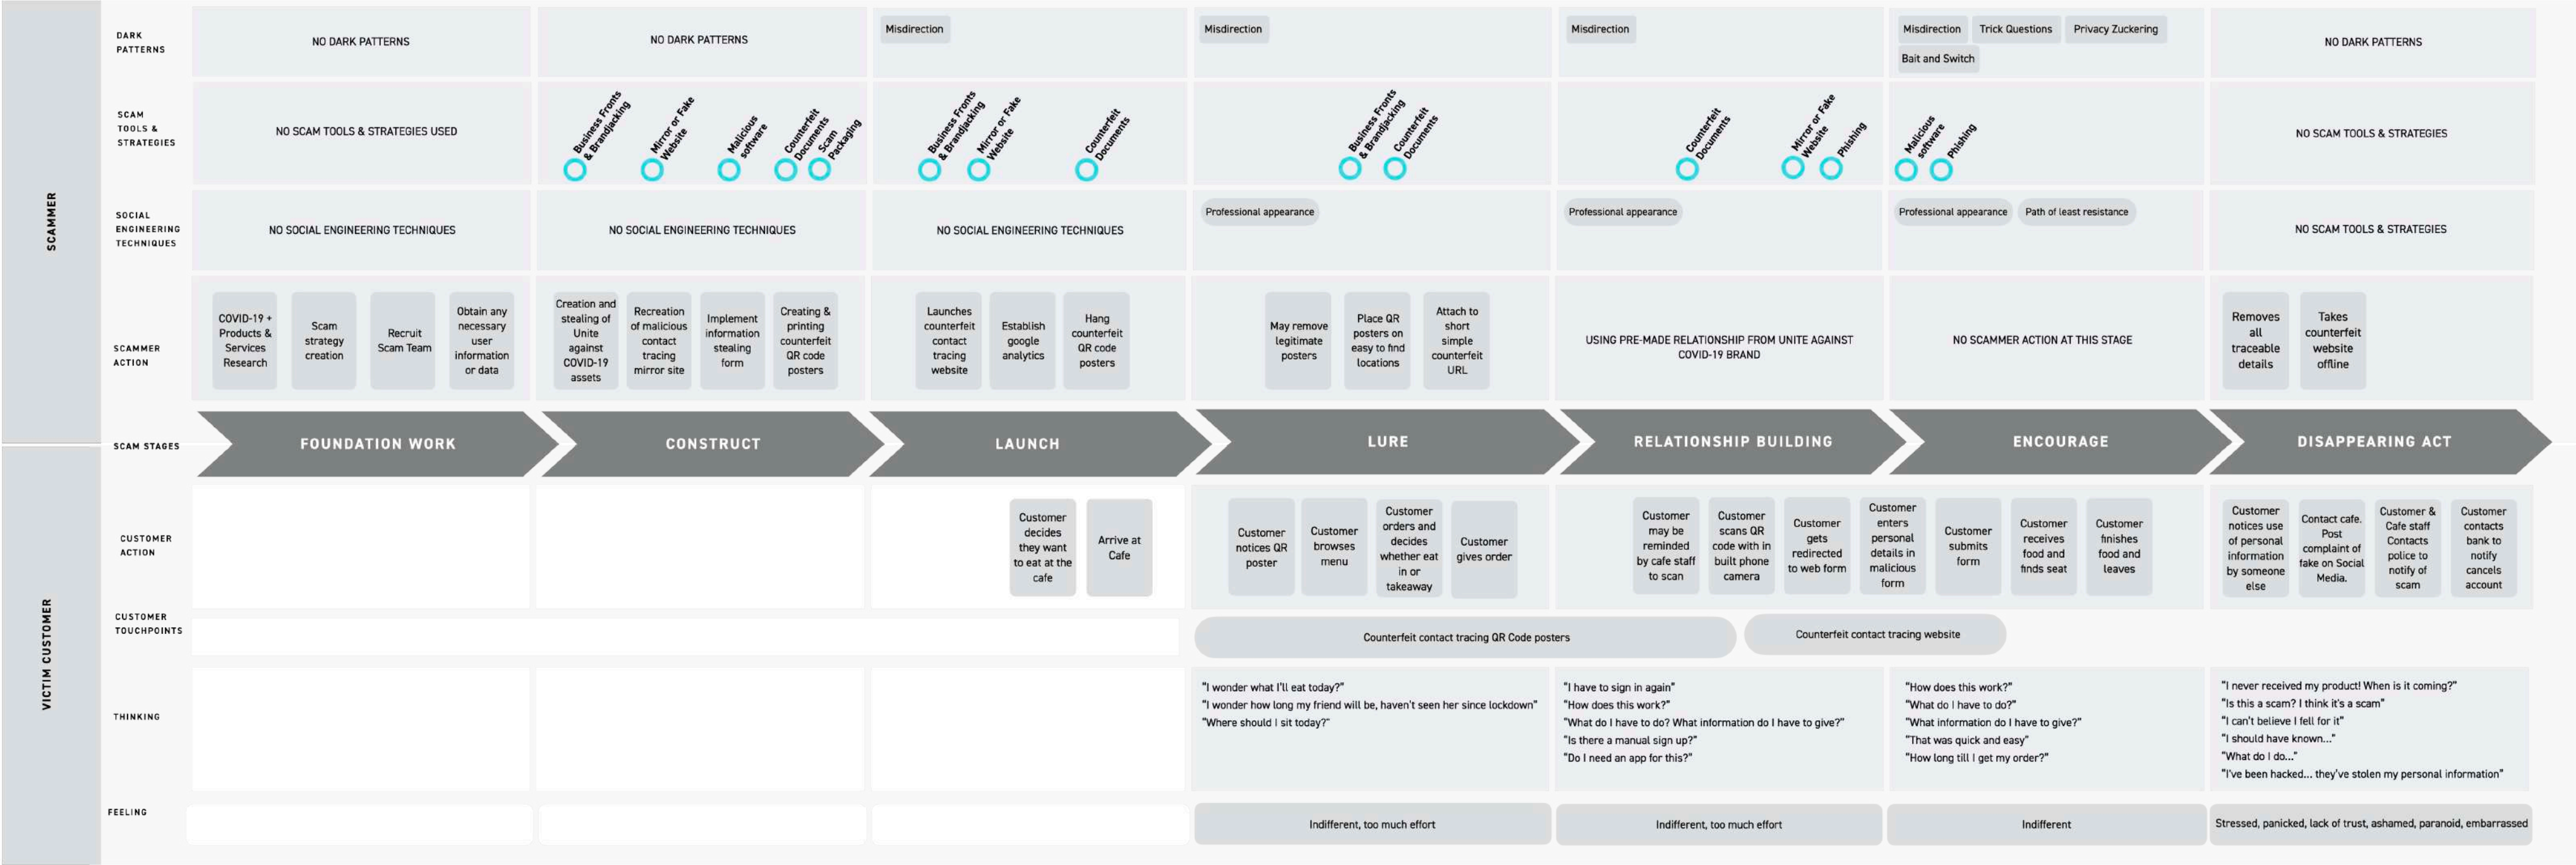 SCAMMER
DARK
PATTERNS
NO DARK PATTERNS
NO DARK PATTERNS
Misdirection
Misdirection
Misdirection
Misdirection
Trick Questions
Privacy Zuckering
Bait and Switch
NO DARK PATTERNS
SCAM
TOOLS &
STRATEGIES
NO SCAM TOOLS & STRATEGIES USED
Business Fronts
& Brandjacking
Mirror or Fake
Website
Malicious
software
Counterfeit
Documents
Scam
Packaging
Business Fronts
& Brandjacking
Mirror or Fake
Website
Counterfeit
Documents
Business Fronts
& Brandjacking
Counterfeit
Documents
Counterfeit
Documents
Mirror or Fake
Website
Phishing
Malicious
software
Phishing
NO SCAM TOOLS & STRATEGIES
SOCIAL
ENGINEERING
TECHNIQUES
NO SOCIAL ENGINEERING TECHNIQUES
NO SOCIAL ENGINEERING TECHNIQUES
NO SOCIAL ENGINEERING TECHNIQUES
Professional appearance
Professional appearance
Professional appearance
Path of least resistance
NO SCAM TOOLS & STRATEGIES
SCAMMER
ACTION
COVID-19 +
Products &
Services
Research
Scam
strategy
creation
Recruit
Scam Team
Obtain any
necessary
user
information
or data
Creation and
stealing of
Unite
against
COVID-19
assets
Recreation
of malicious
contact
tracing
mirror site
Implement
information
stealing
form
Creating &
printing
counterfeit
QR code
posters
Launches
counterfeit
contact
tracing
website
Establish
google
analytics
Hang
counterfeit
QR code
posters
May remove
legitimate
posters
Place QR
posters on
easy to find
locations
Attach to
short
simple
counterfeit
URL
USING PRE-MADE RELATIONSHIP FROM UNITE AGAINST
COVID-19 BRAND
NO SCAMMER ACTION AT THIS STAGE
Removes
all
traceable
details
Takes
counterfeit
website
offline
SCAM STAGES
FOUNDATION WORK
CONSTRUCT
LAUNCH
LURE
RELATIONSHIP BUILDING
ENCOURAGE
DISAPPEARING ACT
VICTIM CUSTOMER
CUSTOMER
ACTION
Customer
decides
they want
to eat at the
cafe
Arrive at
Cafe
Customer
notices QR
poster
Customer
browses
menu
Customer
orders and
decides
whether eat
in or
takeaway
Customer
gives order
Customer
may be
reminded
by cafe staff
to scan
Customer
scans QR
code with in
built phone
camera
Customer
gets
redirected
to web form
Customer
enters
personal
details in
malicious
form
Customer
submits
form
Customer
receives
food and
finds seat
Customer
finishes
food and
leaves
Customer
notices use
of personal
information
by someone
else
Contact cafe.
Post
complaint of
fake on Social
Media.
Customer &
Cafe staff
Contacts
police to
notify of
scam
Customer
contacts
bank to
notify
cancels
account
CUSTOMER
TOUCHPOINTS
Counterfeit contact tracing QR Code posters
Counterfeit contact tracing website
THINKING
"I wonder what I'll eat today?"
"I wonder how long my friend will be, haven't seen her since lockdown"
"Where should I sit today?"
"I have to sign in again"
"How does this work?"
"What do I have to do? What information do I have to give?"
"Is there a manual sign up?"
"Do I need an app for this?"
"How does this work?"
"What do I have to do?"
"What information do I have to give?"
"That was quick and easy"
"How long till I get my order?"
"I never received my product! When is it coming?"
"Is this a scam? I think it's a scam"
"I can't believe I fell for it"
"I should have known..."
"What do I do..."
"I've been hacked... they've stolen my personal information"
FEELING
Indifferent, too much effort
Indifferent, too much effort
Indifferent
Stressed, panicked, lack of trust, ashamed, paranoid, embarrassed